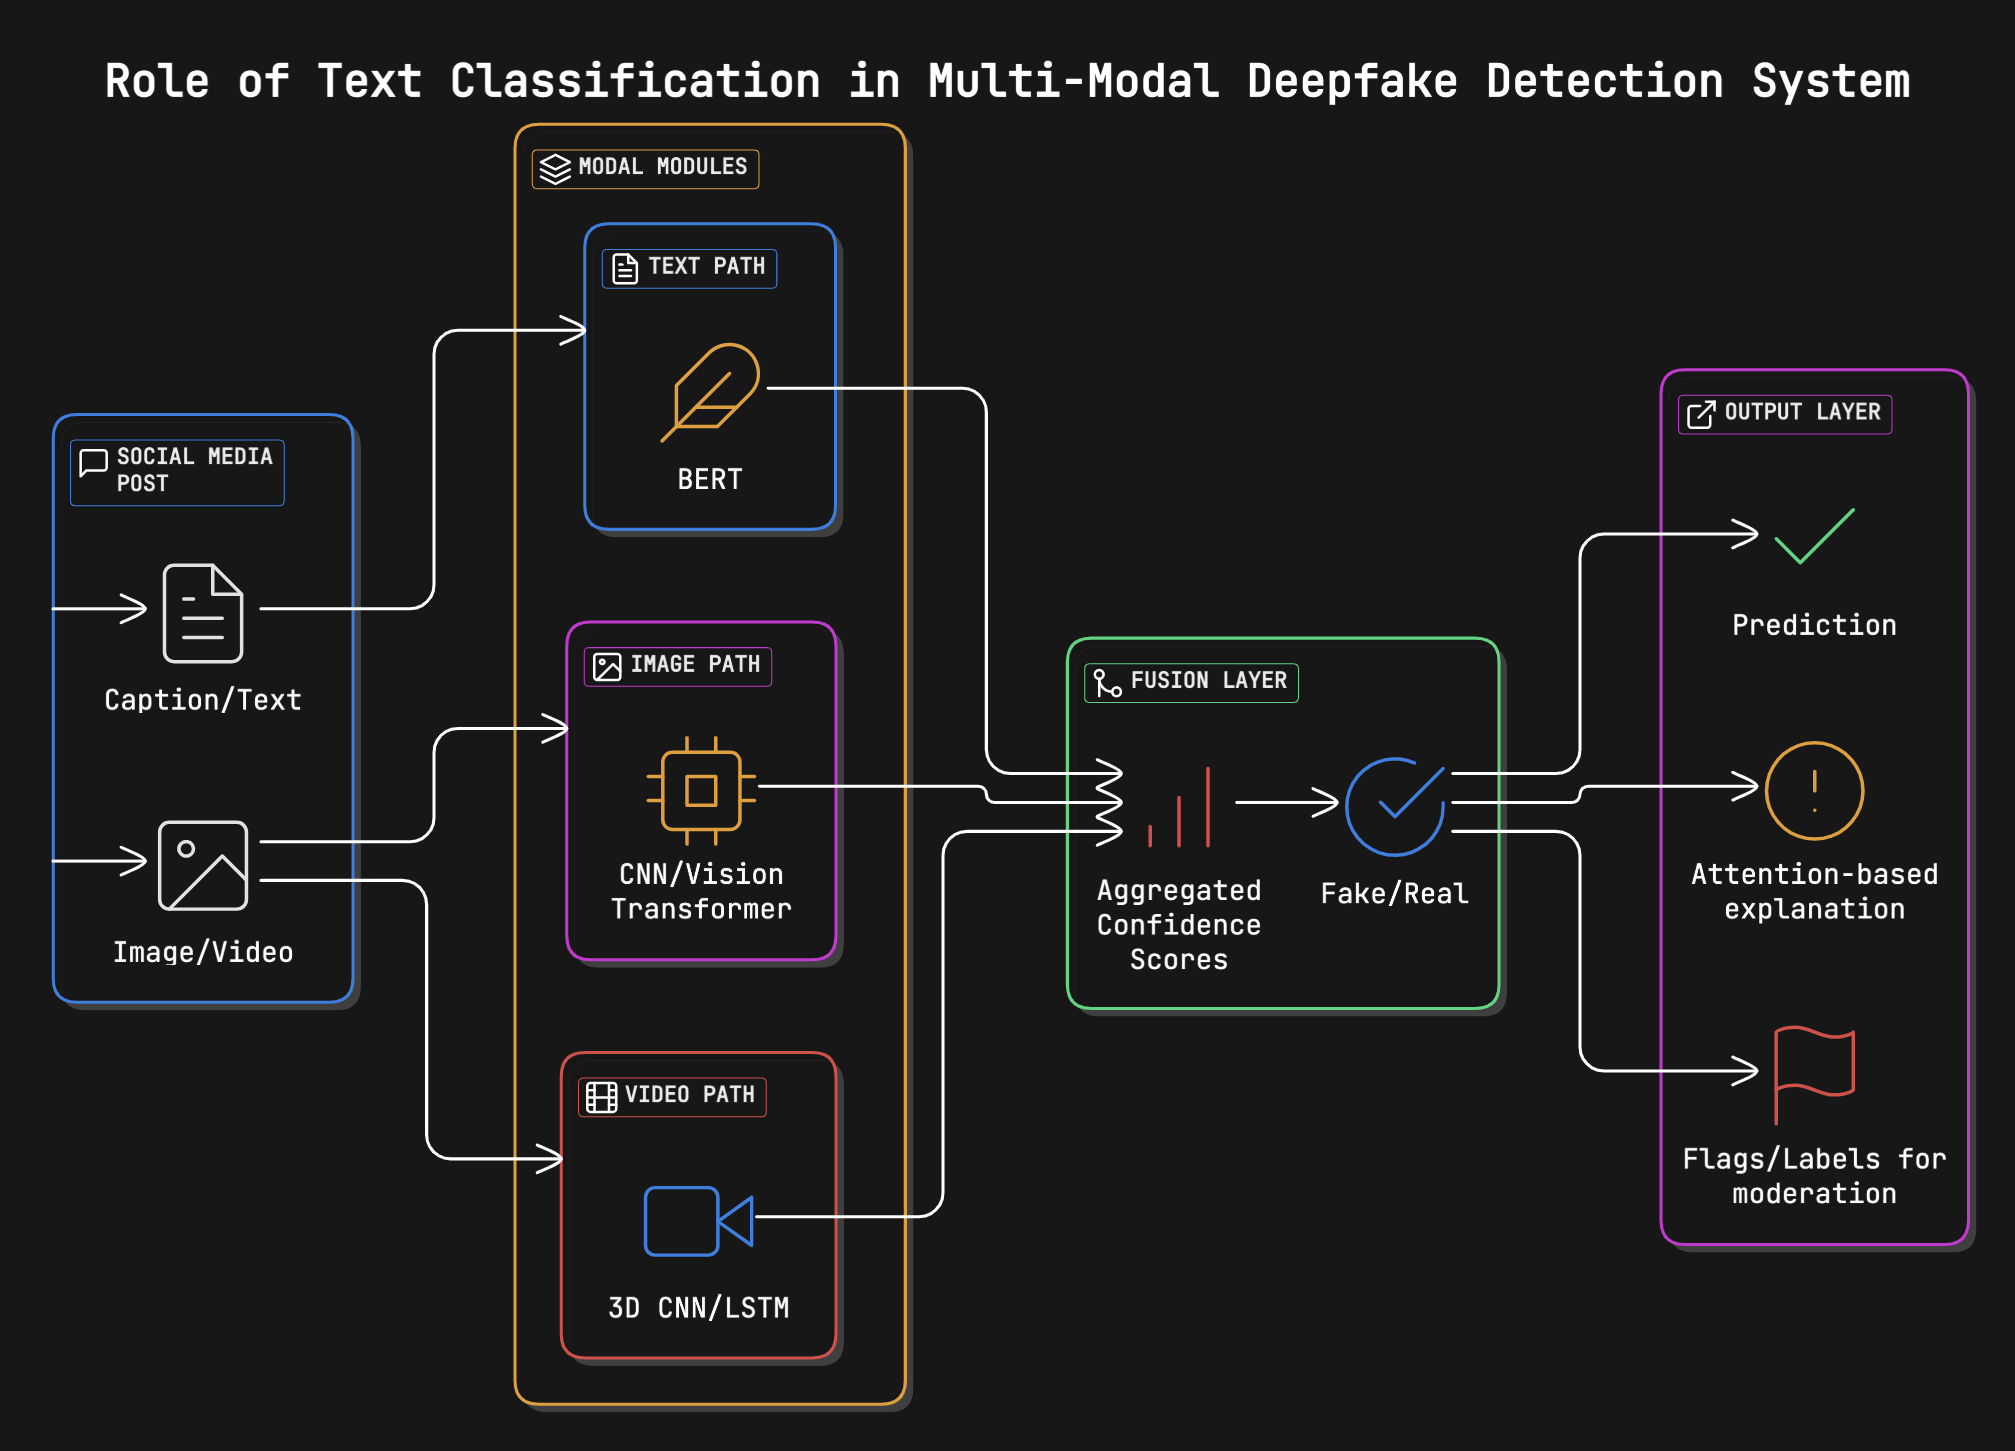 Role of Text Classification in Multi-Modal Deepfake Detection System
SOCIAL MEDIA
POST
Caption/Text
Image/Video
MODAL MODULES
TEXT PATH
BERT
IMAGE PATH
CNN/Vision
Transformer
VIDEO PATH
3D CNN/LSTM
FUSION LAYER
Aggregated
Confidence
Scores
Fake/Real
OUTPUT LAYER
Prediction
Attention-based
explanation
Flags/Labels for
moderation